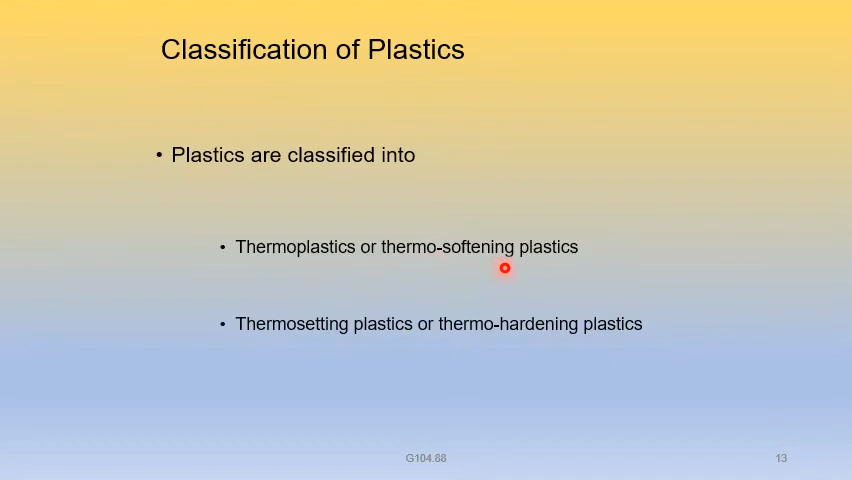 Classification of Plastics
• Plastics are classified into
• Thermoplastics or thermo-softening plastics
• Thermosetting plastics or thermo-hardening plastics
G104.88
13